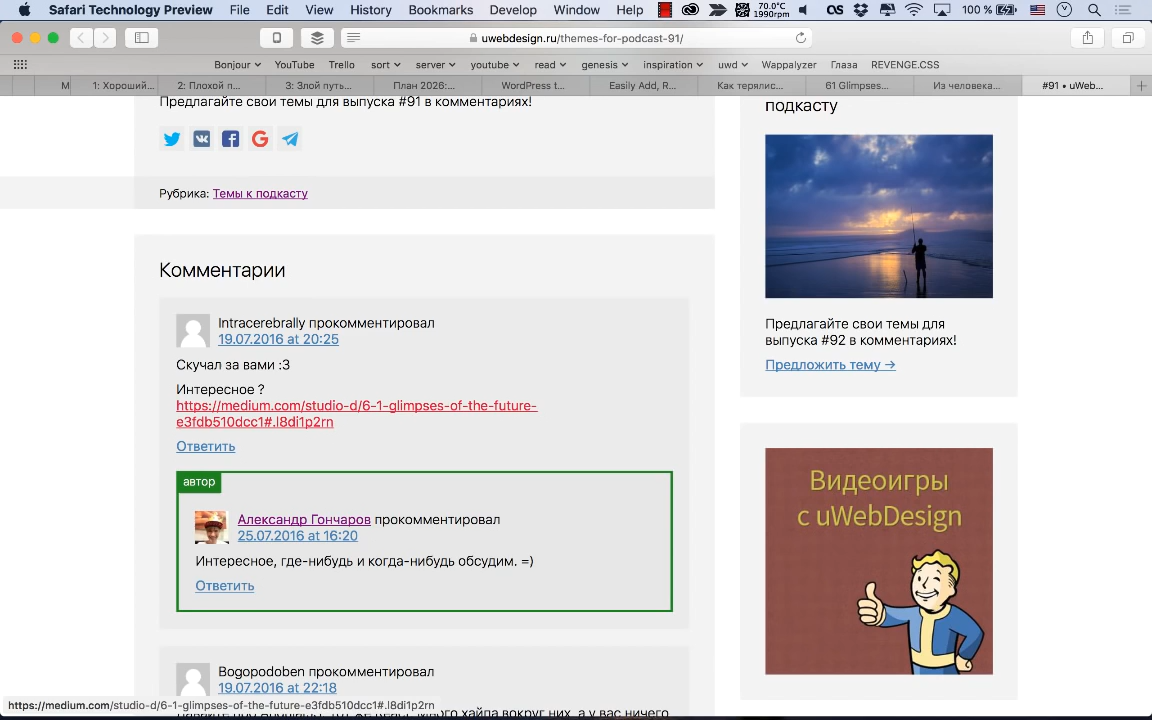 Safari Technology Preview File Edit View History Bookmarks Develop Window Help 70.0°C 1990rpm 100 %
uwebdesign.ru/themes-for-podcast-91/
Bonjour YouTube Trello sort server youtube read genesis inspiration uwd Wappalyzer Глаза REVENGE.CSS
М 1: Хороший... 2: Плохой п... 3: Злой путь... План 2026:... WordPress t... Easily Add, R... Как терялис... 61 Glimpses... Из человека... #91 • uWeb...
Предлагайте свои темы для выпуска #91 в комментариях!
Рубрика: Темы к подкасту
Комментарии
Intracerebrally прокомментировал
19.07.2016 at 20:25
Скучал за вами :3
Интересное ?
https://medium.com/studio-d/6-1-glimpses-of-the-future-
e3fdb510dcc1#.l8di1p2rn
Ответить
автор
Александр Гончаров прокомментировал
25.07.2016 at 16:20
Интересное, где-нибудь и когда-нибудь обсудим. =)
Ответить
Bogopodoben прокомментировал
19.07.2016 at 22:18
много хайпа вокруг них, а у вас ничего
https://medium.com/studio-d/6-1-glimpses-of-the-future-e3fdb510dcc1#.l8di1p2rn
подкасту
Предлагайте свои темы для
выпуска #92 в комментариях!
Предложить тему →
Видеоигры
с uWebDesign